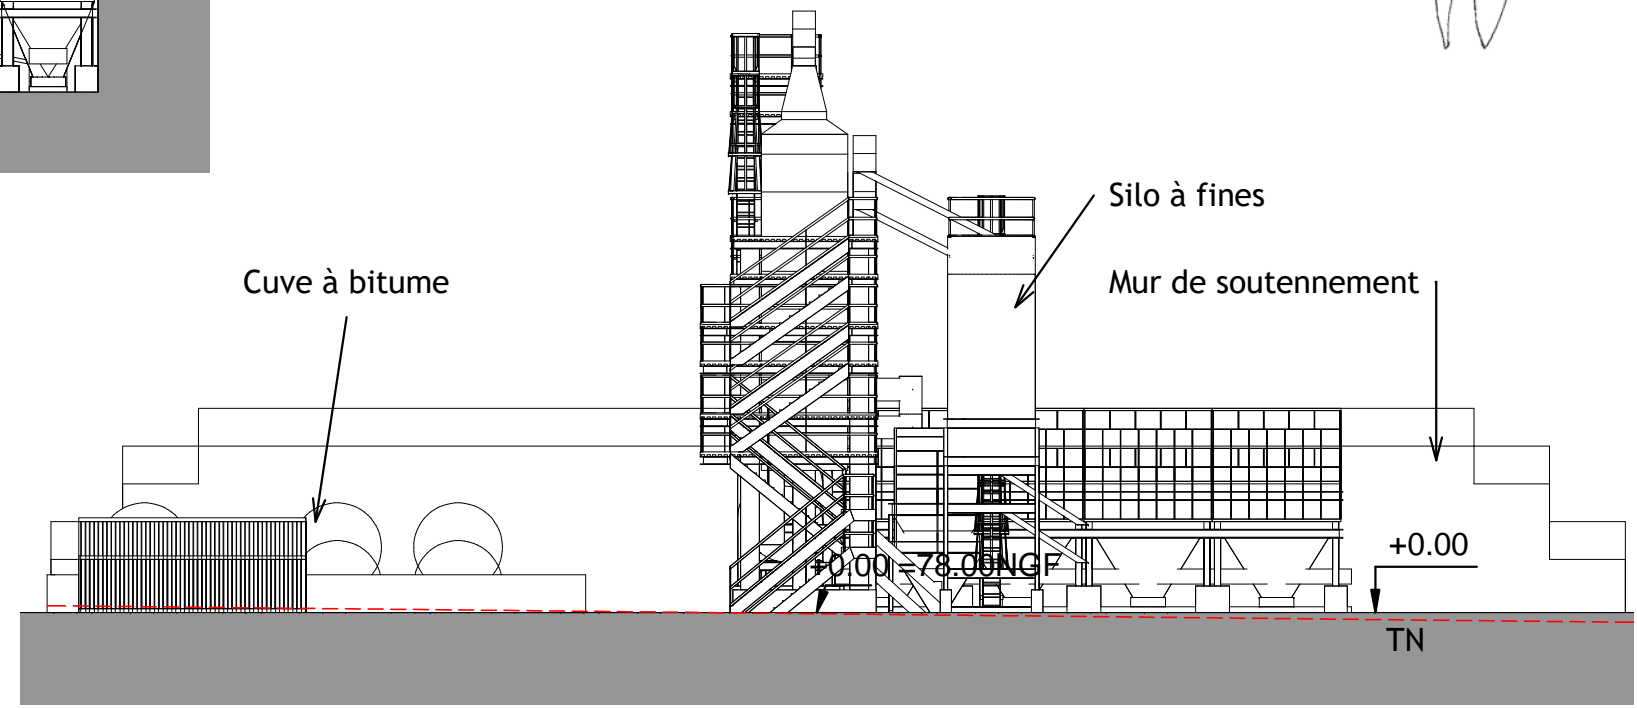 Silo à fines
Cuve à bitume
Mur de soutennement
+0.00
+0.00 =78.00NGF
TN